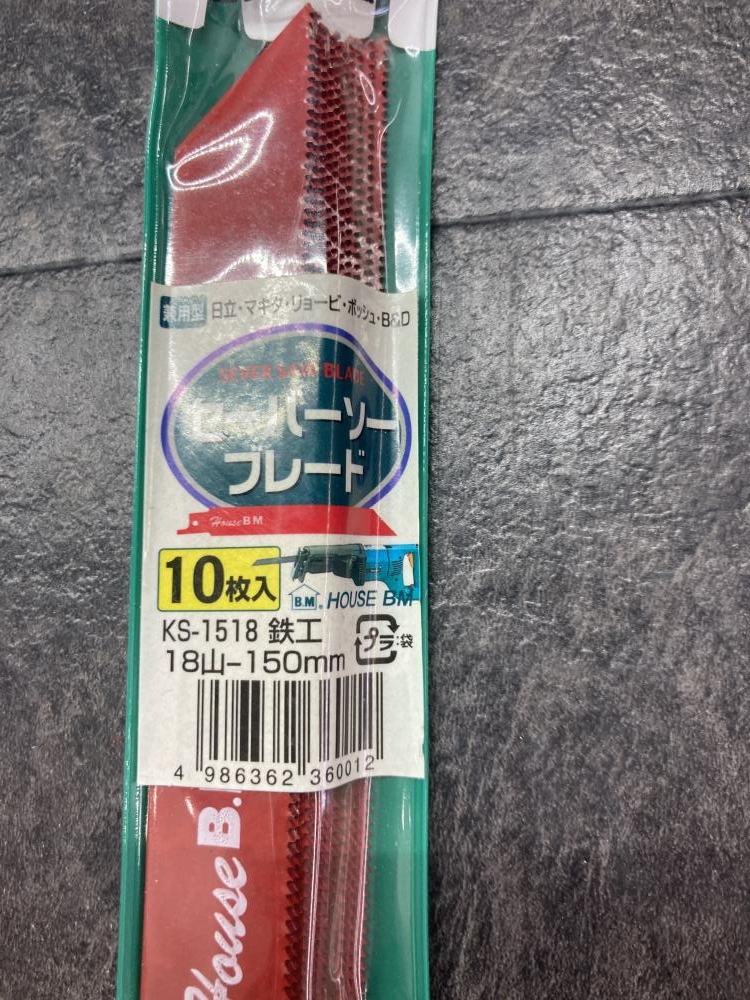 兼用型 日立・マキタ・リョービ・ボッシュ・B&D
SEVER SAW BLADE
セーバーソー
ブレード
House BM
10枚入
B.M. HOUSE BM
KS-1518 鉄工
プラ:袋
18山-150mm
4 986362 360012
House B.